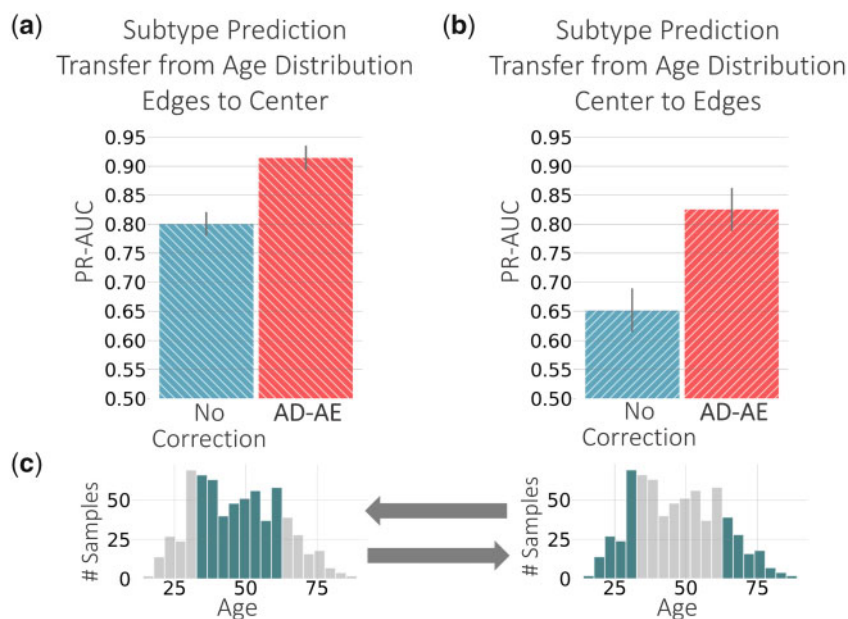 (a)
Subtype Prediction
Transfer from Age Distribution
Edges to Center
PR-AUC
0.95
0.90
0.85
0.80
0.75
0.70
0.65
0.60
0.55
0.50
No
Correction
AD-AE
(b)
Subtype Prediction
Transfer from Age Distribution
Center to Edges
PR-AUC
0.95
0.90
0.85
0.80
0.75
0.70
0.65
0.60
0.55
0.50
No
Correction
AD-AE
(c)
# Samples
50
25
0
25
50
75
Age
# Samples
50
25
0
25
50
75
Age